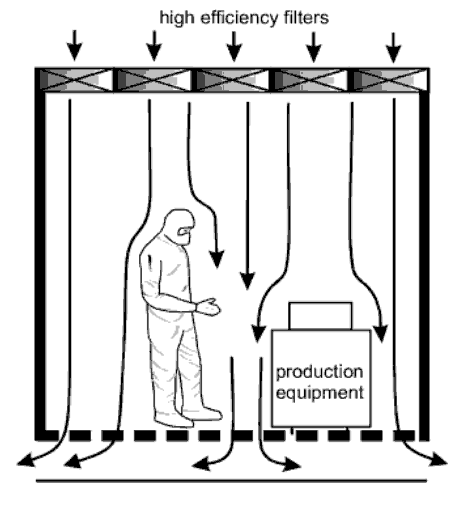 high efficiency filters
production
equipment